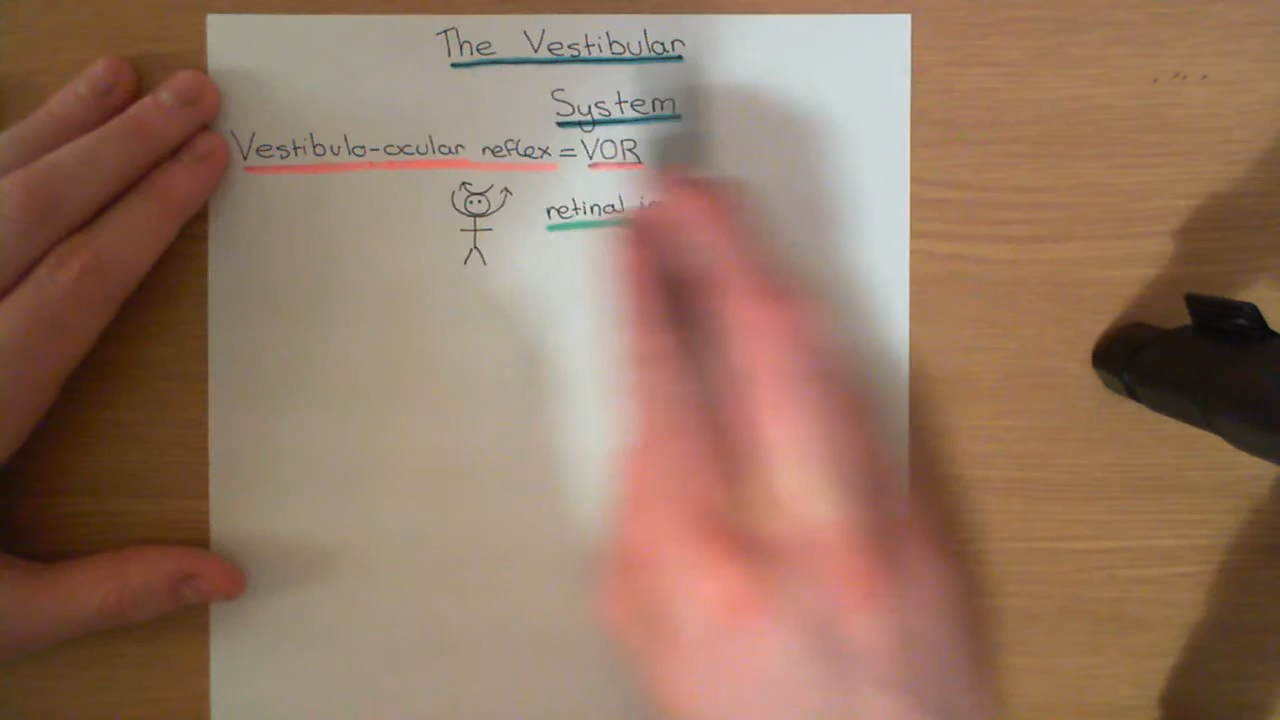 The Vestibular
System
Vestibulo-ocular reflex = VOR
retinal